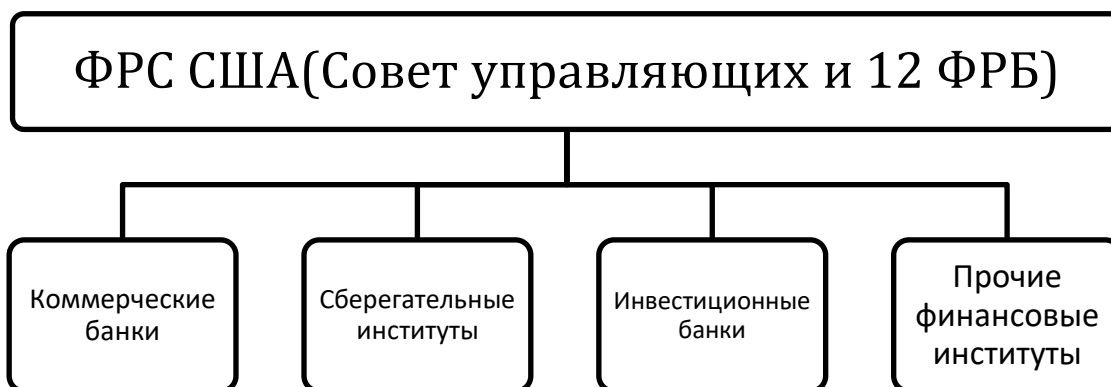 ФРС США(Совет управляющих и 12 ФРБ)
Коммерческие
банки
Сберегательные
институты
Инвестиционные
банки
Прочие
финансовые
институты